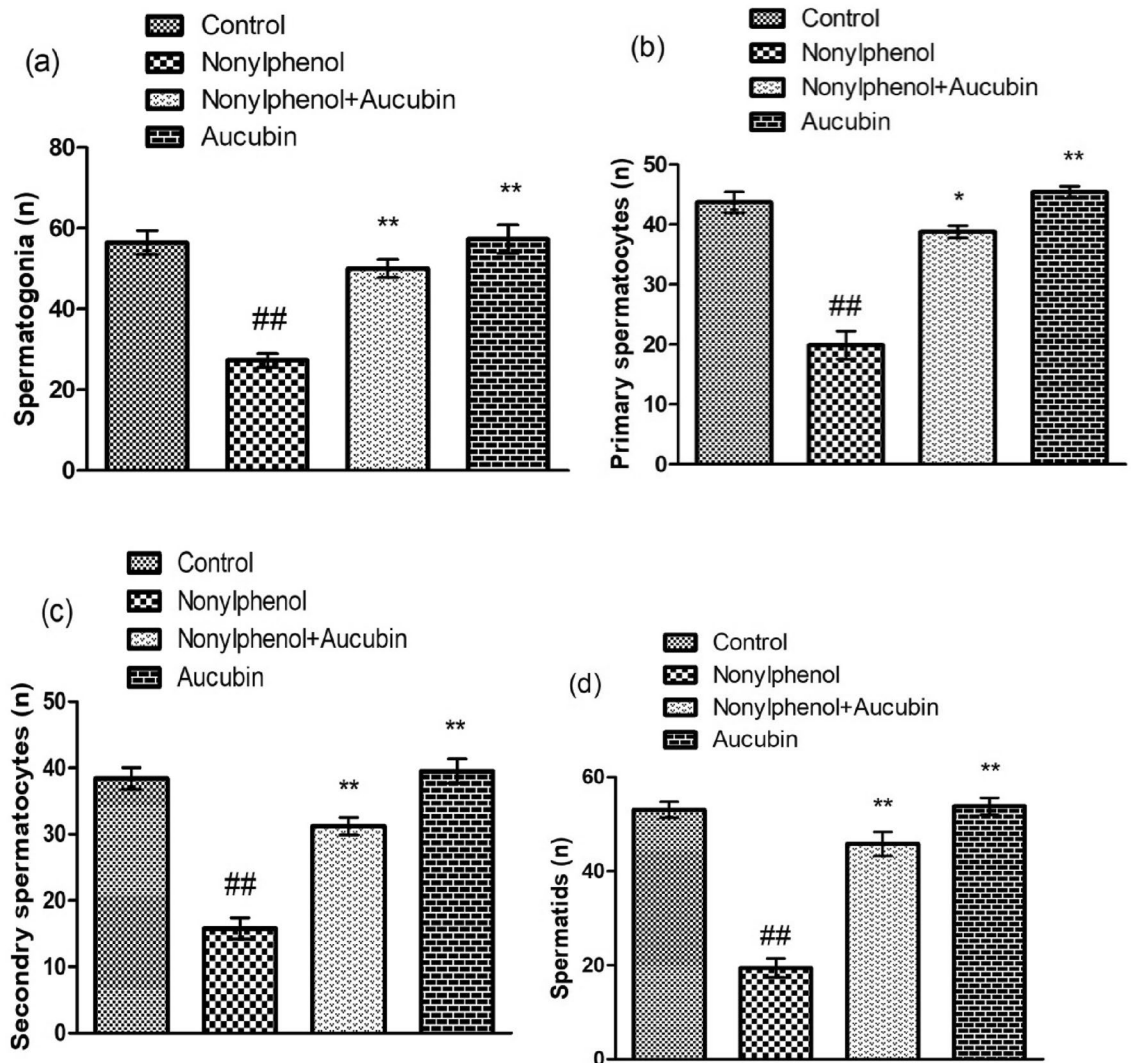 (a)
Control
Nonylphenol
Nonylphenol+Aucubin
Aucubin
Spermatogonia (n)
80
60
40
20
0
##
**
**
(b)
Control
Nonylphenol
Nonylphenol+Aucubin
Aucubin
Primary spermatocytes (n)
50
40
30
20
10
0
##
*
**
(c)
Control
Nonylphenol
Nonylphenol+Aucubin
Aucubin
Secondry spermatocytes (n)
50
40
30
20
10
0
##
**
**
(d)
Control
Nonylphenol
Nonylphenol+Aucubin
Aucubin
Spermatids (n)
60
40
20
0
##
**
**